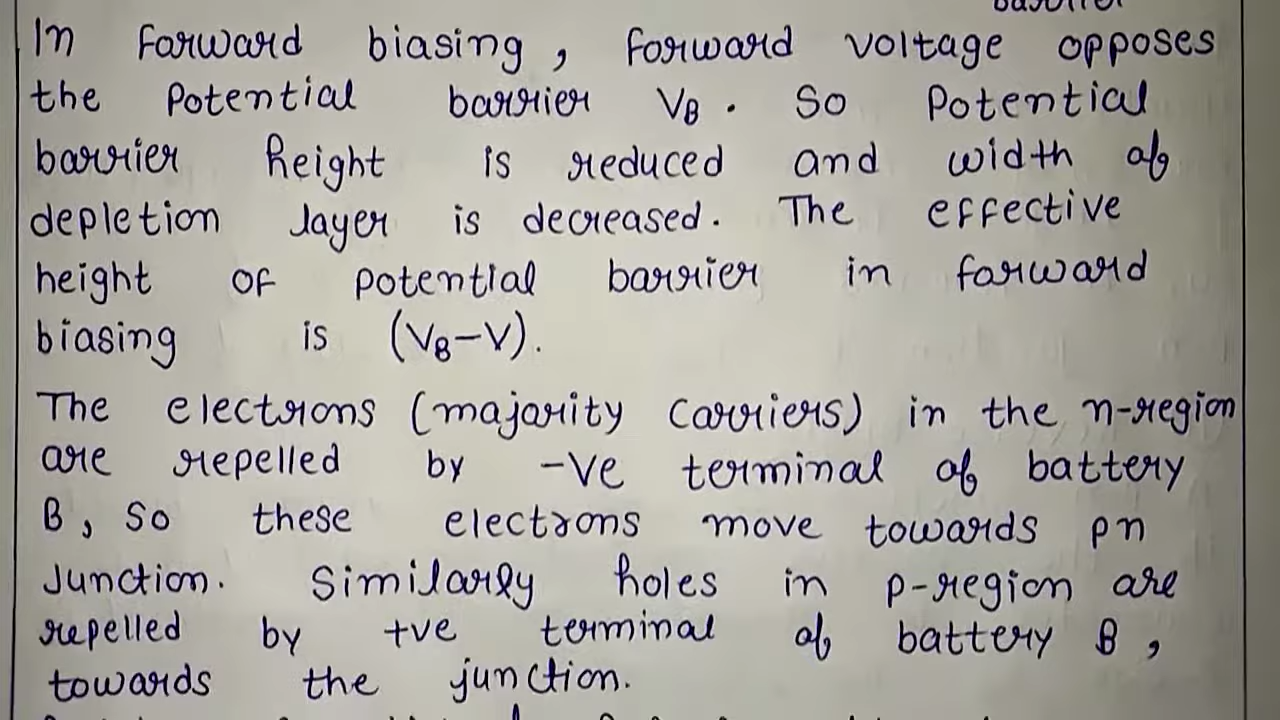 In forward biasing, forward voltage opposes
the Potential barrier VB. So Potential
barrier height is reduced and width of
depletion layer is decreased. The effective
height of potential barrier in forward
biasing is (VB-V).
The electrons (majority carriers) in the n-region
are repelled by -ve terminal of battery
B, so these electrons move towards pn
Junction. Similarly holes in p-region are
repelled by +ve terminal of battery B,
towards the junction.